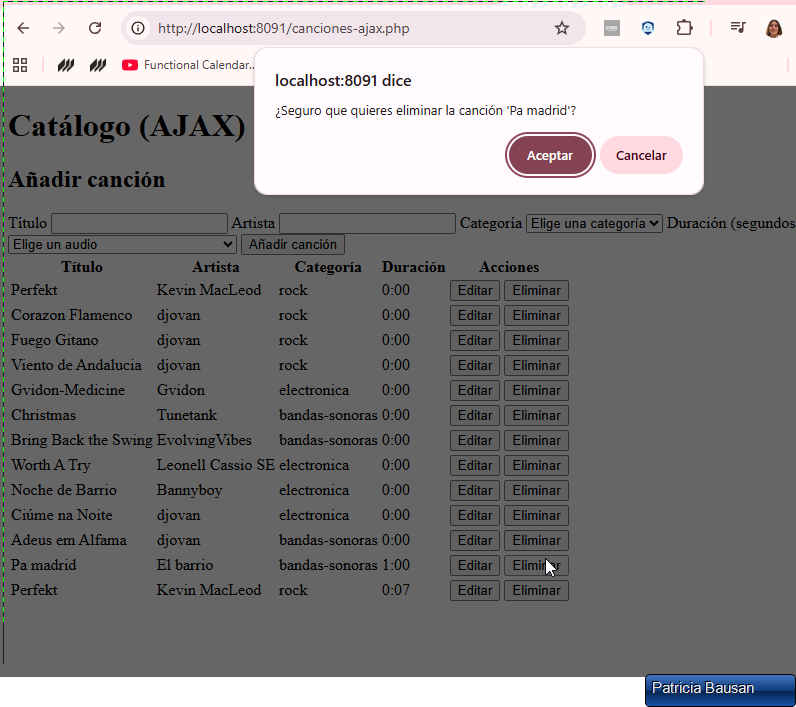 http://localhost:8091/canciones-ajax.php
Functional Calendar...
localhost:8091 dice
¿Seguro que quieres eliminar la canción 'Pa madrid'?
Aceptar Cancelar
Catálogo (AJAX)
Añadir canción
Título Artista Categoría Elige una categoría Duración (segundos
Elige un audio Añadir canción
Título Artista Categoría Duración Acciones
Perfekt Kevin MacLeod rock 0:00 Editar Eliminar
Corazon Flamenco djovan rock 0:00 Editar Eliminar
Fuego Gitano djovan rock 0:00 Editar Eliminar
Viento de Andalucia djovan rock 0:00 Editar Eliminar
Gvidon-Medicine Gvidon electronica 0:00 Editar Eliminar
Christmas Tunetank bandas-sonoras 0:00 Editar Eliminar
Bring Back the Swing EvolvingVibes bandas-sonoras 0:00 Editar Eliminar
Worth A Try Leonell Cassio SE electronica 0:00 Editar Eliminar
Noche de Barrio Bannyboy electronica 0:00 Editar Eliminar
Ciúme na Noite djovan electronica 0:00 Editar Eliminar
Adeus em Alfama djovan bandas-sonoras 0:00 Editar Eliminar
Pa madrid El barrio bandas-sonoras 1:00 Editar Eliminar
Perfekt Kevin MacLeod rock 0:07 Editar Eliminar
Patricia Bausan